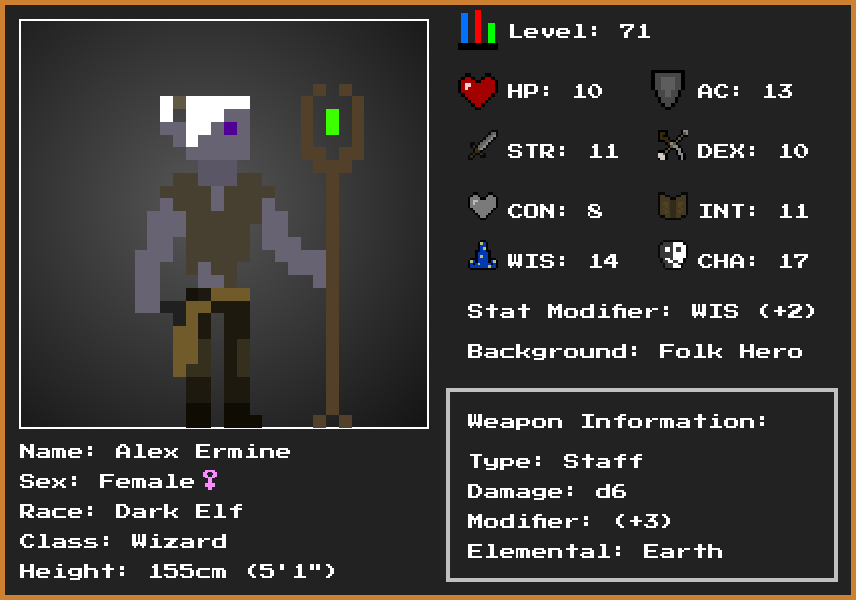 Level: 71
HP: 10 AC: 13
STR: 11 DEX: 10
CON: 8 INT: 11
WIS: 14 CHA: 17
Stat Modifier: WIS (+2)
Background: Folk Hero
Weapon Information:
Type: Staff
Damage: d6
Modifier: (+3)
Elemental: Earth
Name: Alex Ermine
Sex: Female♀
Race: Dark Elf
Class: Wizard
Height: 155cm (5'1")